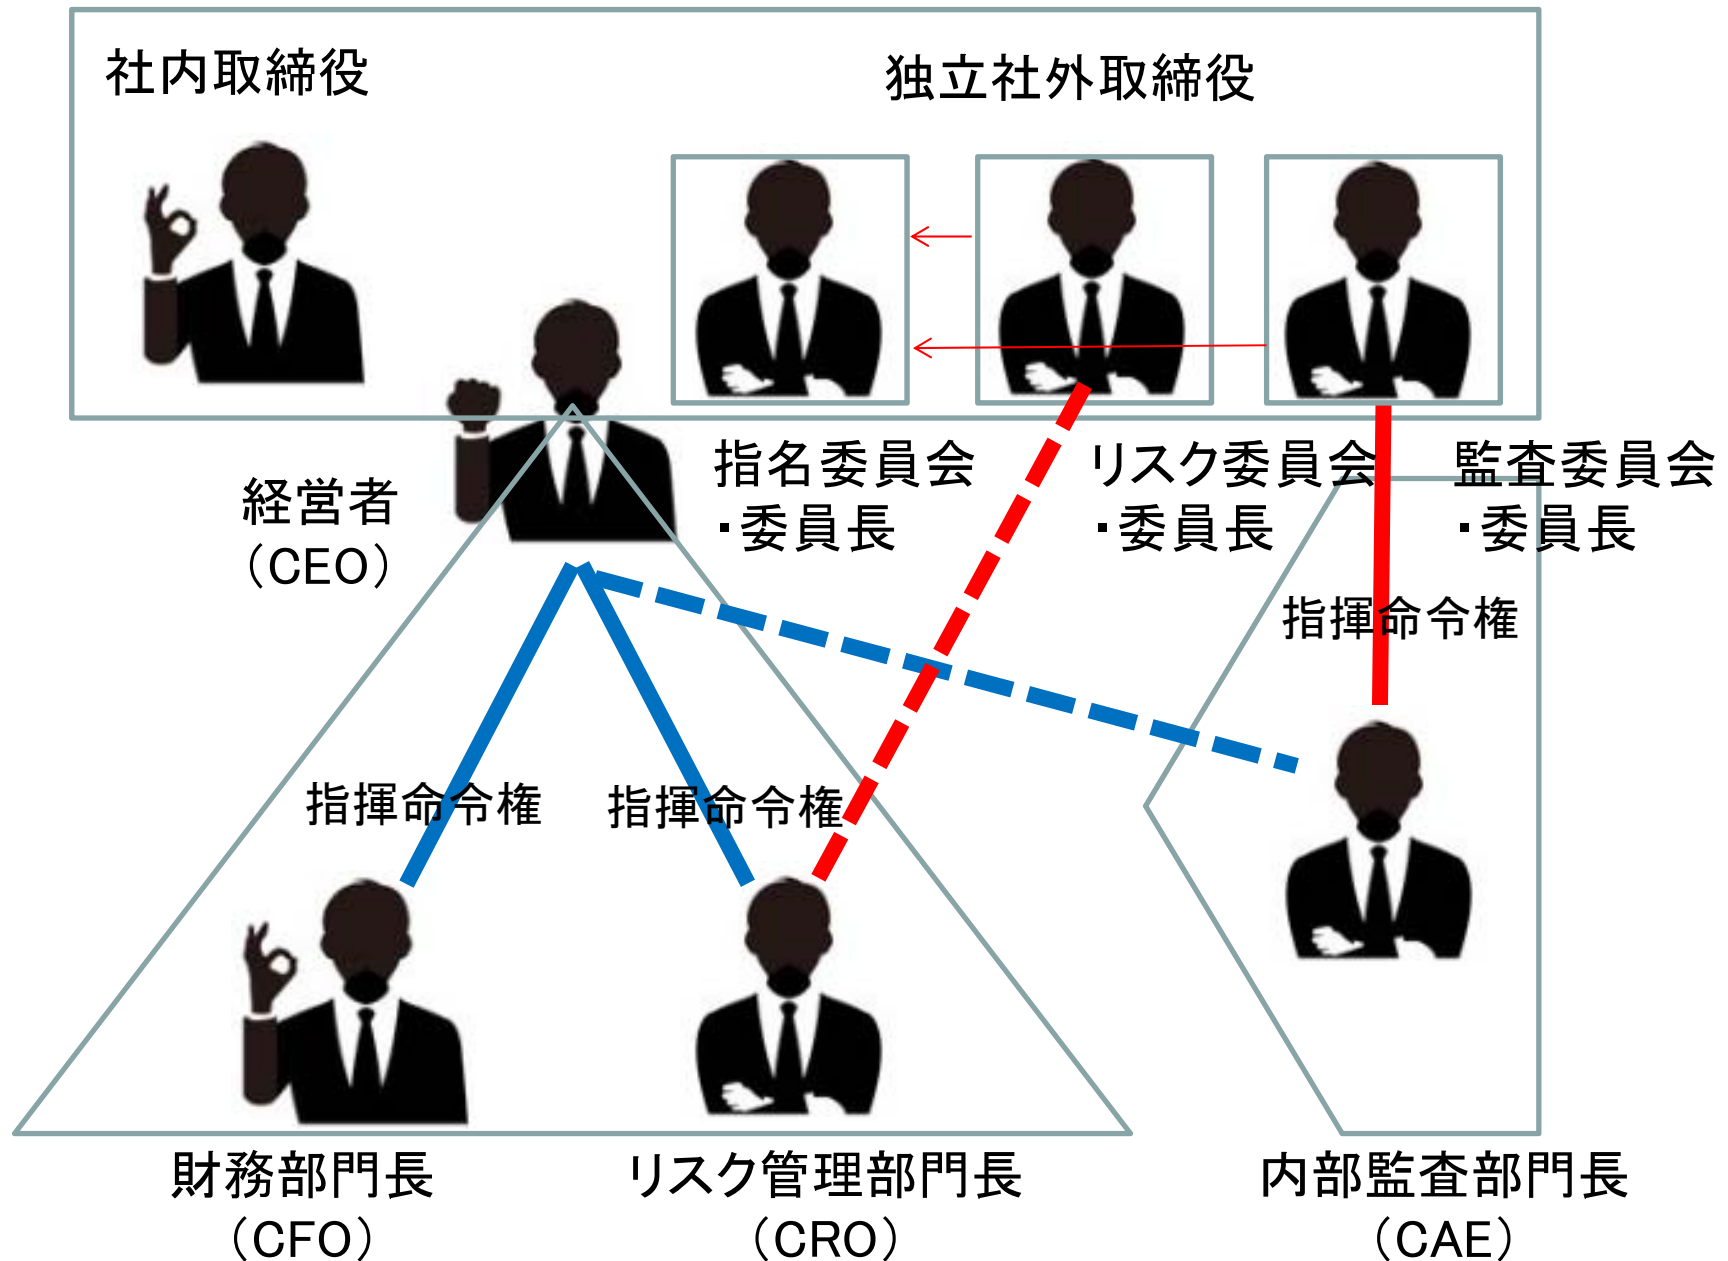 社内取締役
独立社外取締役
経営者
（CEO）
指名委員会
・委員長
リスク委員会
・委員長
監査委員会
・委員長
指揮命令権
指揮命令権
指揮命令権
財務部門長
（CFO）
リスク管理部門長
（CRO）
内部監査部門長
（CAE）